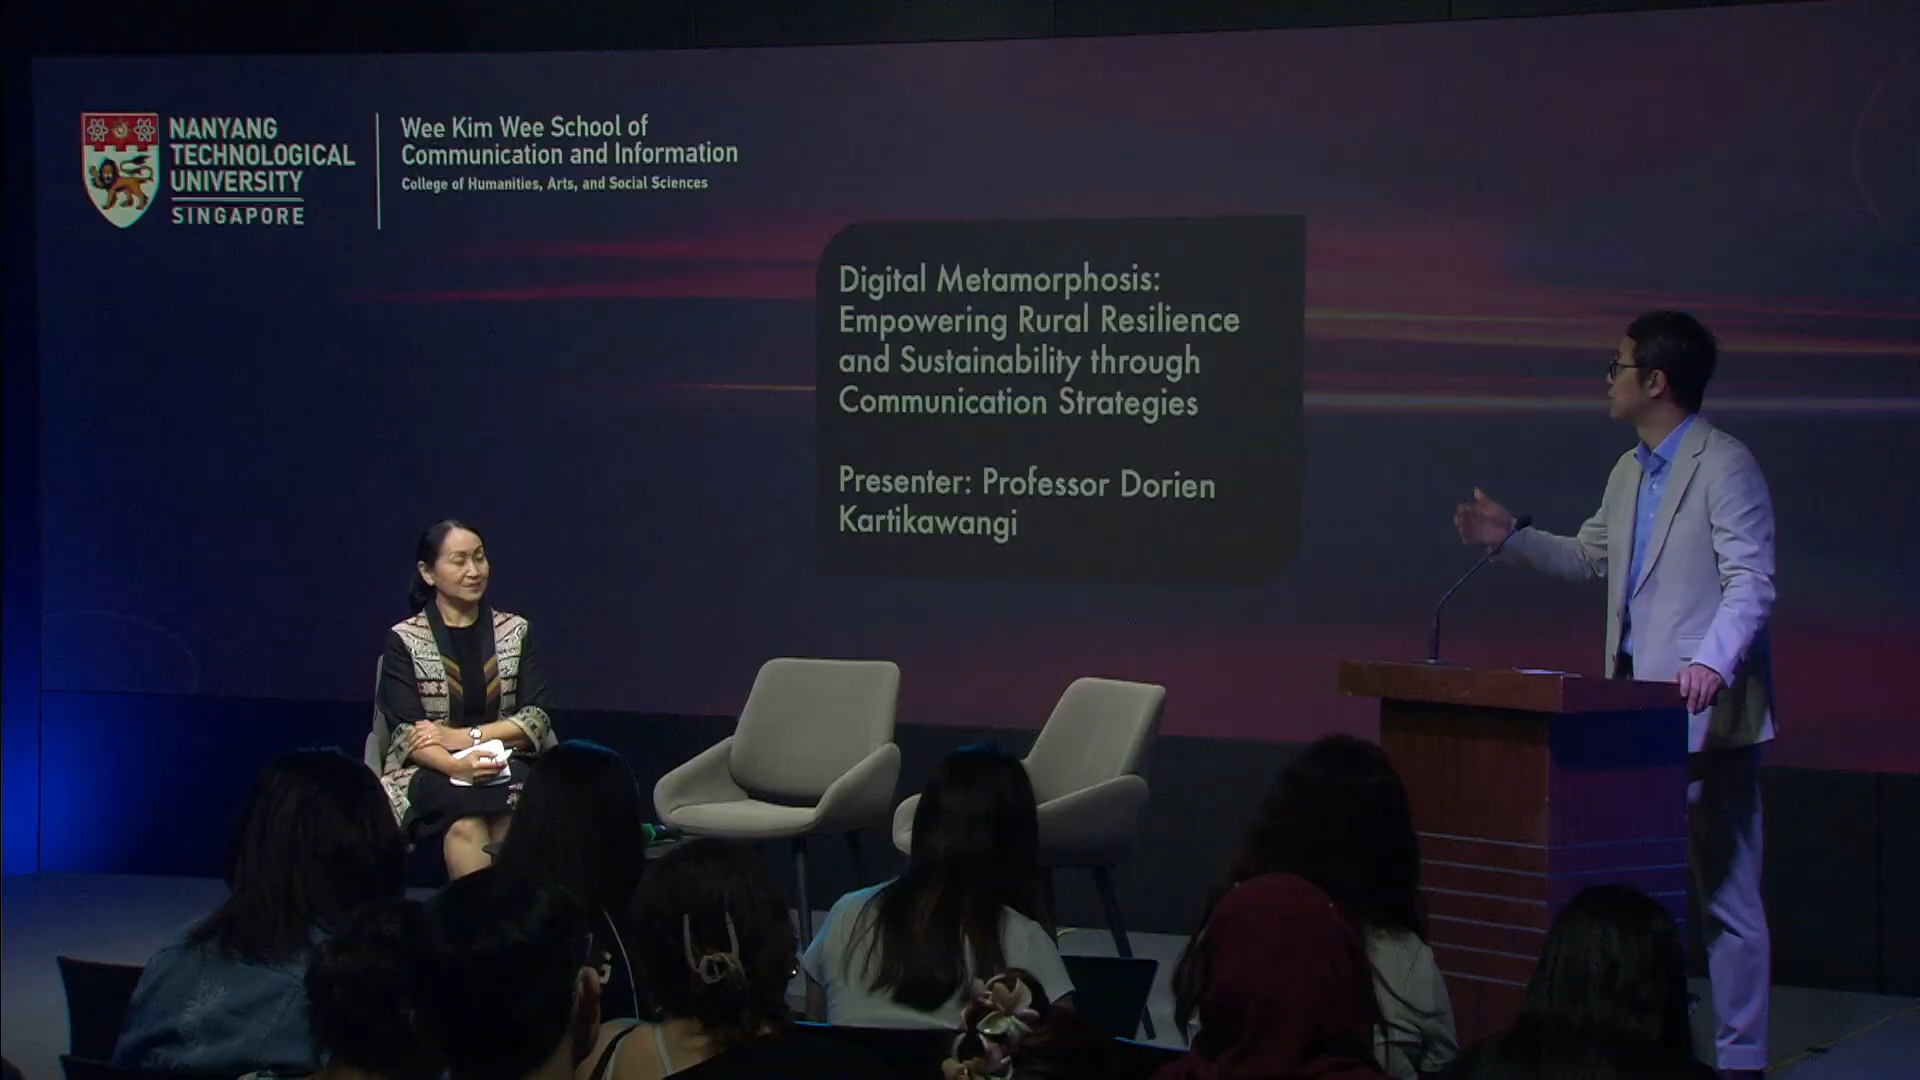 NANYANG
TECHNOLOGICAL
UNIVERSITY
SINGAPORE
Wee Kim Wee School of
Communication and Information
College of Humanities, Arts, and Social Sciences
Digital Metamorphosis:
Empowering Rural Resilience
and Sustainability through
Communication Strategies
Presenter: Professor Dorien
Kartikawangi